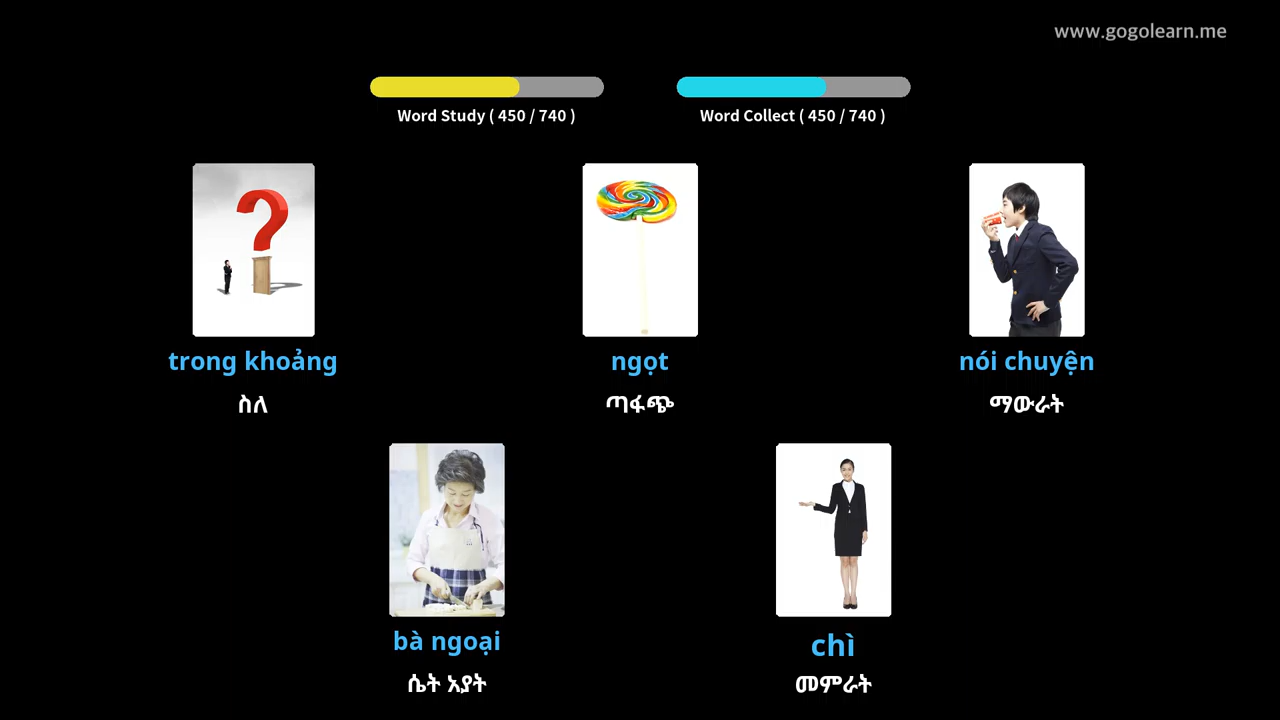 www.gogolearn.me
Word Study ( 450 / 740 )
Word Collect ( 450 / 740 )
trong khoảng
ስለ
ngọt
ጣፋጭ
nói chuyện
ማውራት
bà ngoại
ሴት አያት
chì
መምራት